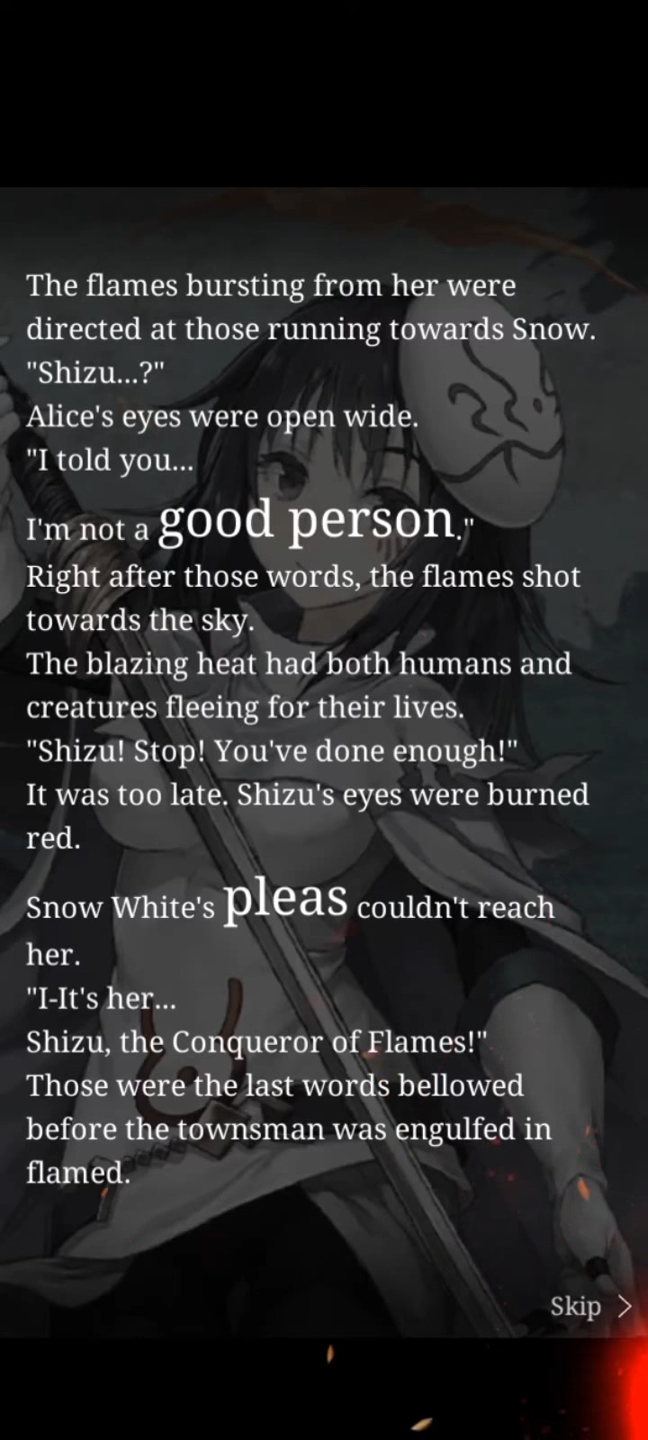 The flames bursting from her were
directed at those running towards Snow.
"Shizu...?"
Alice's eyes were open wide.
"I told you...
I'm not a good person."
Right after those words, the flames shot
towards the sky.
The blazing heat had both humans and
creatures fleeing for their lives.
"Shizu! Stop! You've done enough!"
It was too late. Shizu's eyes were burned
red.
Snow White's pleas couldn't reach
her.
"I-It's her...
Shizu, the Conqueror of Flames!"
Those were the last words bellowed
before the townsman was engulfed in
flamed.
Skip >